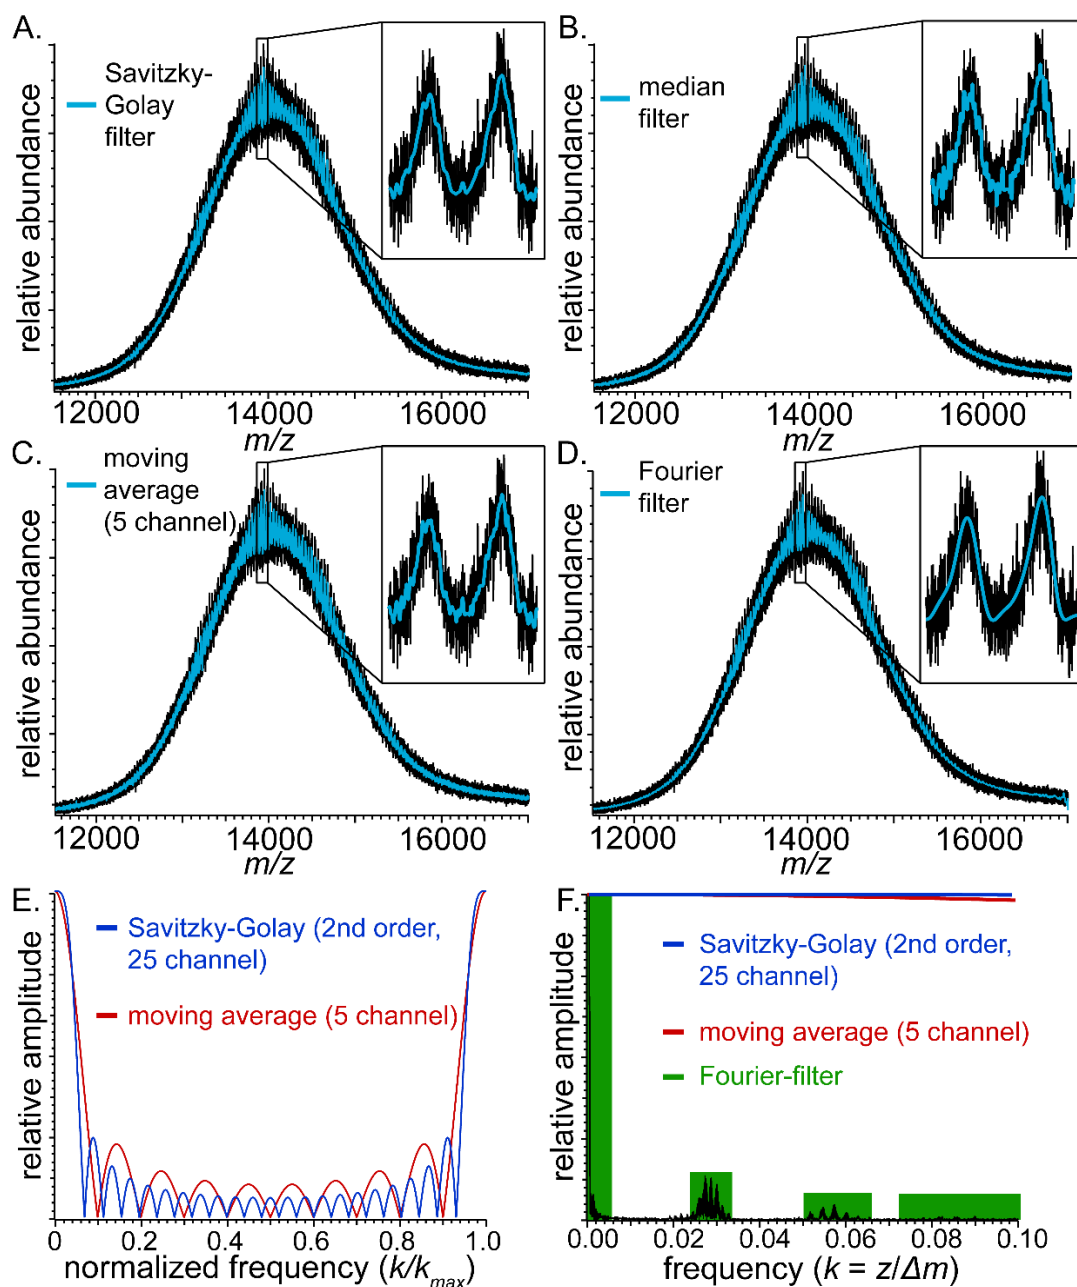 A.
Savitzky-
Golay
filter
relative abundance
12000 14000 16000
m/z
B.
median
filter
relative abundance
12000 14000 16000
m/z
C.
moving
average
(5 channel)
relative abundance
12000 14000 16000
m/z
D.
Fourier
filter
relative abundance
12000 14000 16000
m/z
E.
Savitzky-Golay (2nd order,
25 channel)
moving average (5 channel)
relative amplitude
0.0 0.2 0.4 0.6 0.8 1.0
normalized frequency (k/kmax)
F.
Savitzky-Golay (2nd order,
25 channel)
moving average (5 channel)
Fourier-filter
relative amplitude
0.00 0.02 0.04 0.06 0.08 0.10
frequency (k = z/Δm)